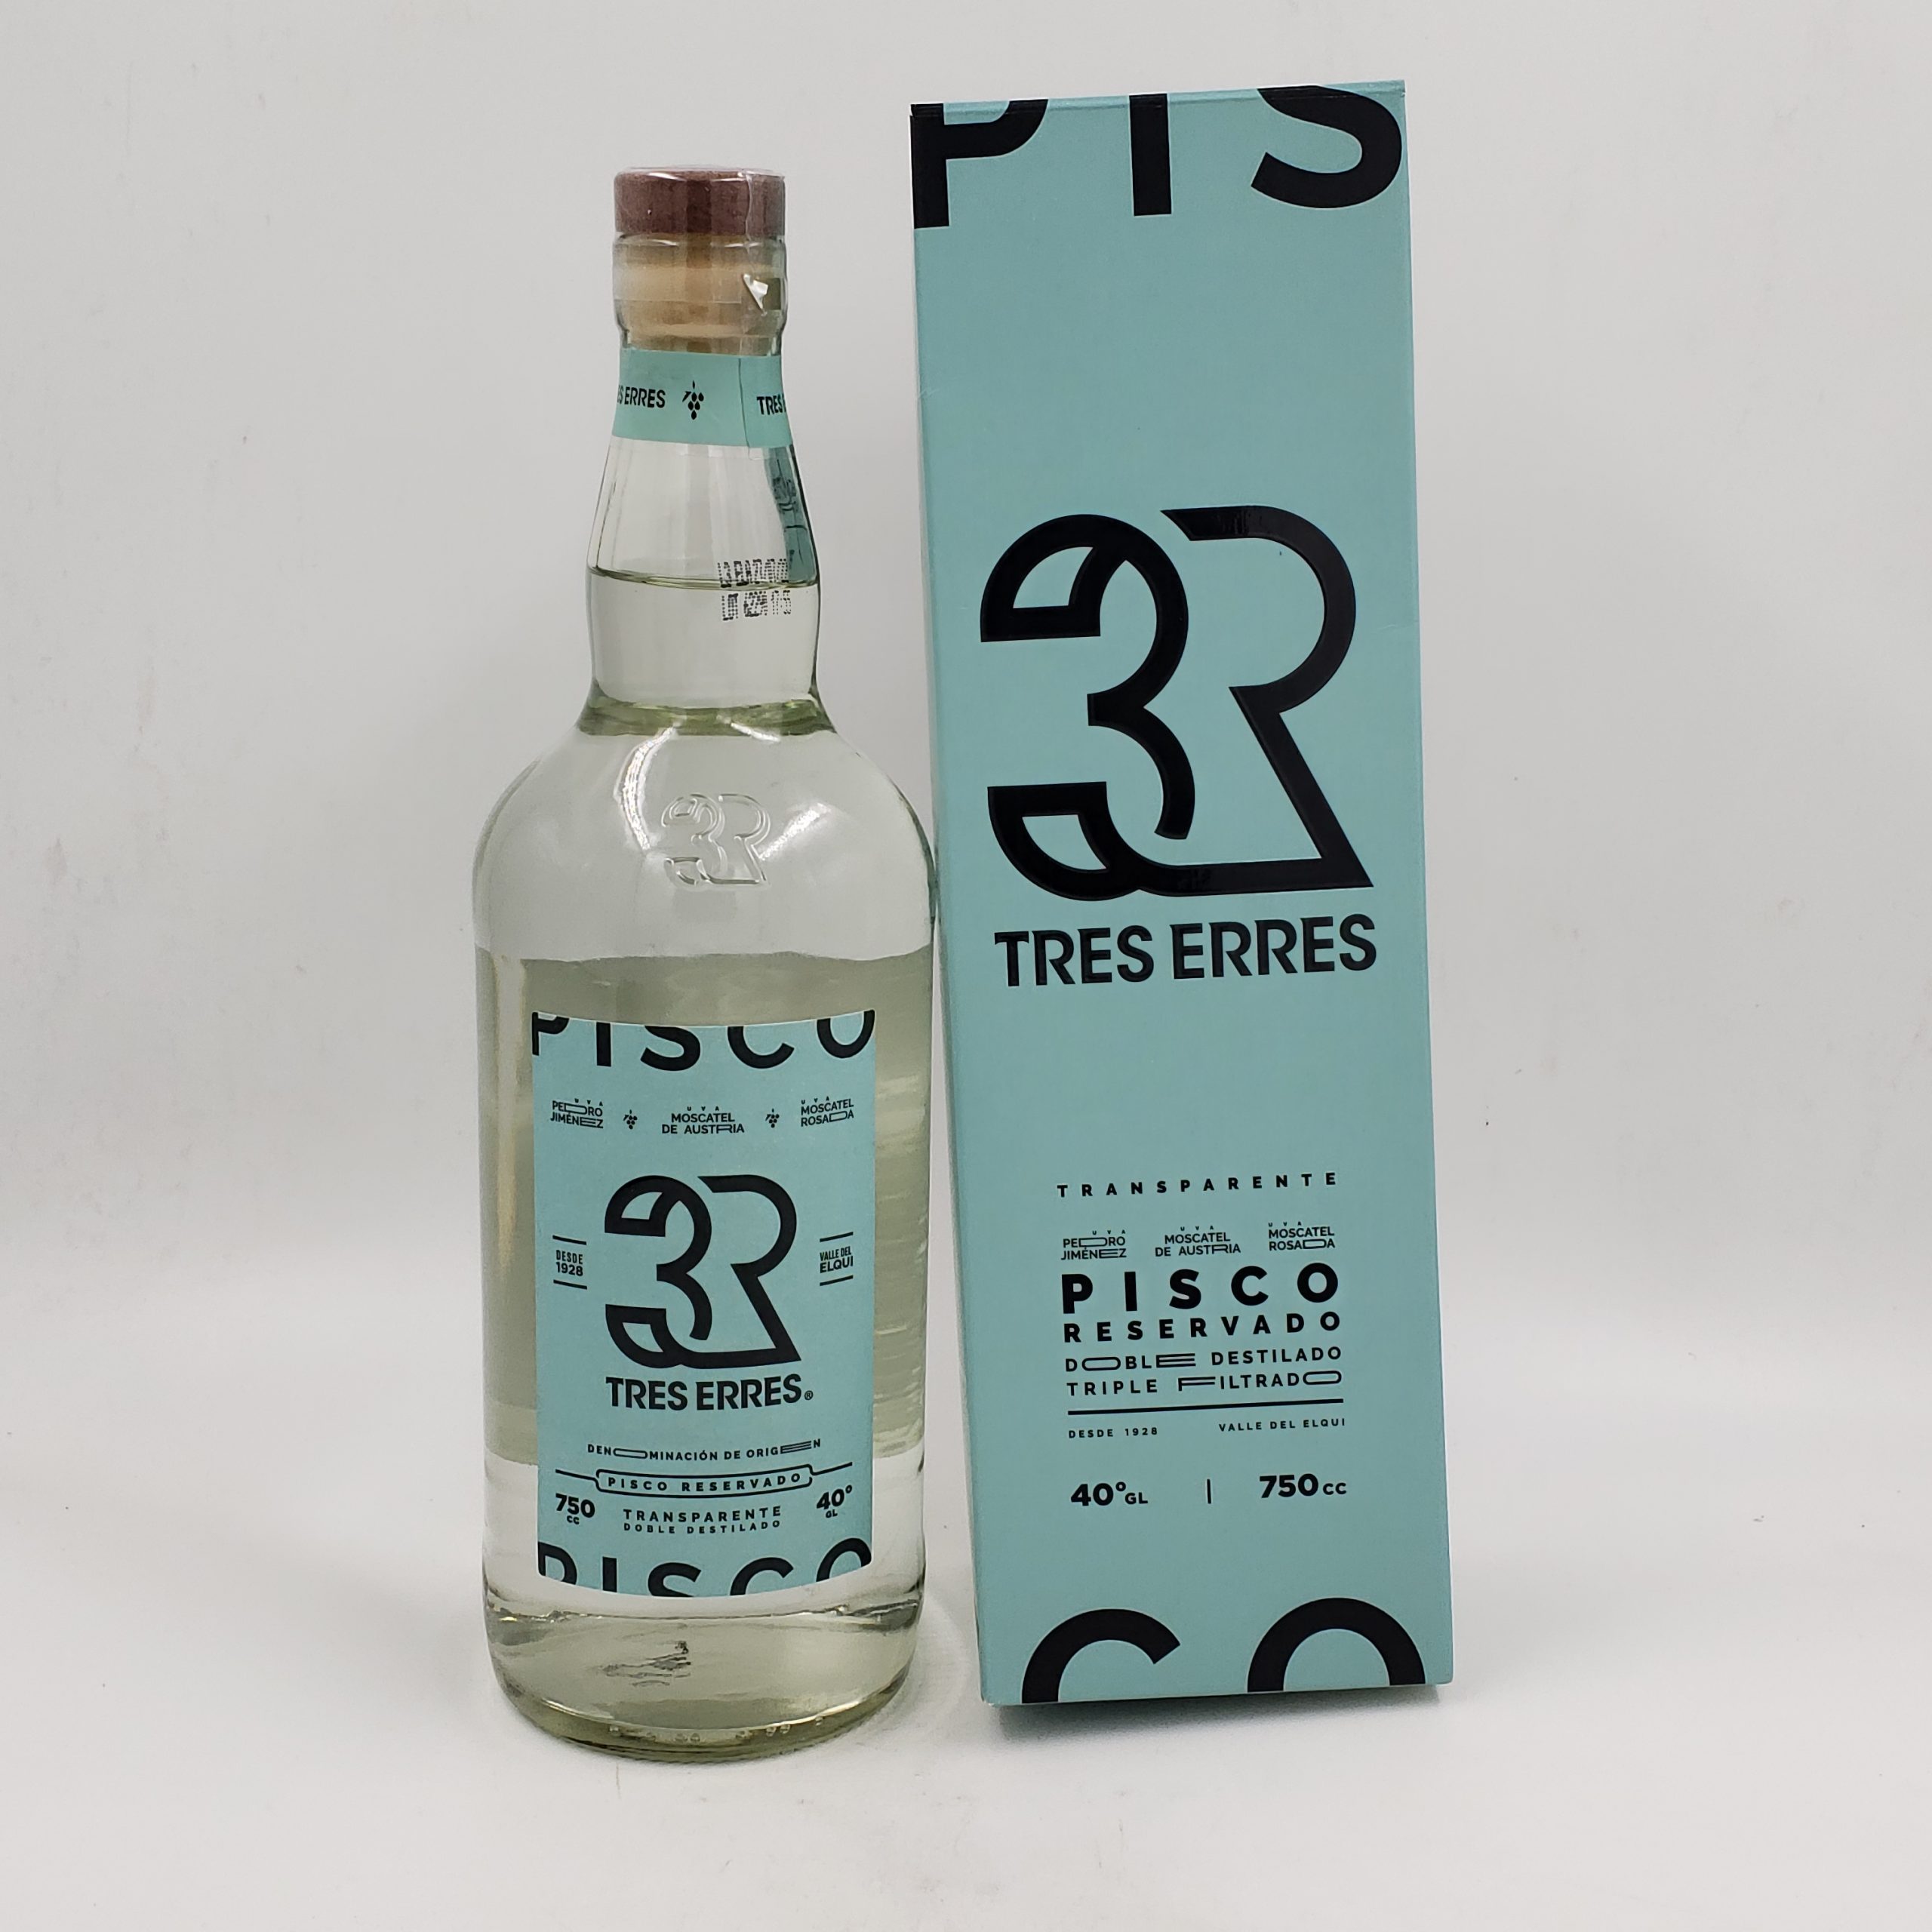 ERRES
TRES
3R
PISCO
UVA
PEDRO
JIMÉNEZ
UVA
MOSCATEL
DE AUSTRIA
UVA
MOSCATEL
ROSADA
DESDE
1928
3R
VALLE DEL
ELQUI
TRES ERRES®
DENOMINACIÓN DE ORIGEN
PISCO RESERVADO
750
CC
TRANSPARENTE
DOBLE DESTILADO
40°
GL
PISCO
PIS
3R
TRES ERRES
TRANSPARENTE
UVA
PEDRO
JIMÉNEZ
UVA
MOSCATEL
DE AUSTRIA
UVA
MOSCATEL
ROSADA
PISCO
RESERVADO
DOBLE DESTILADO
TRIPLE FILTRADO
DESDE 1928 VALLE DEL ELQUI
40°GL | 750CC
CO